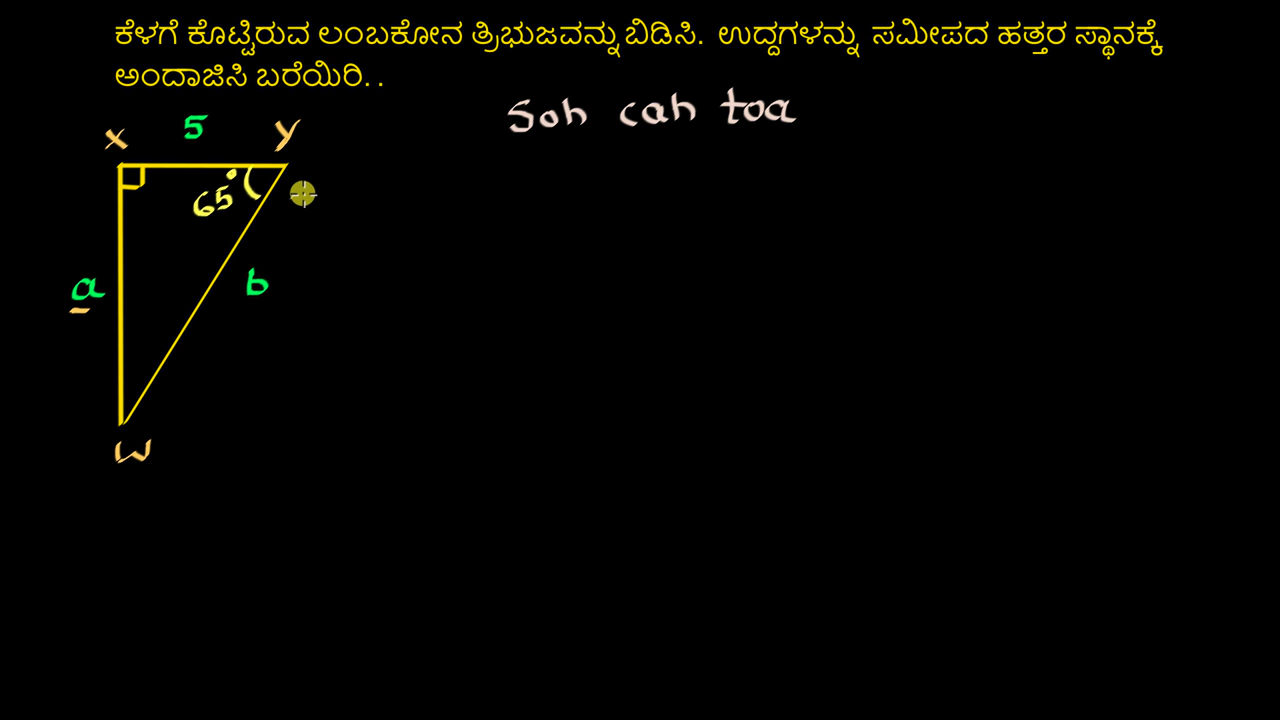 ಕೆಳಗೆ ಕೊಟ್ಟಿರುವ ಲಂಬಕೋನ ತ್ರಿಭುಜವನ್ನು ಬಿಡಿಸಿ. ಉದ್ದಗಳನ್ನು ಸಮೀಪದ ಹತ್ತರ ಸ್ಥಾನಕ್ಕೆ
ಅಂದಾಜಿಸಿ ಬರೆಯಿರಿ. .
Soh cah toa
x 5 y
65°
a b
w